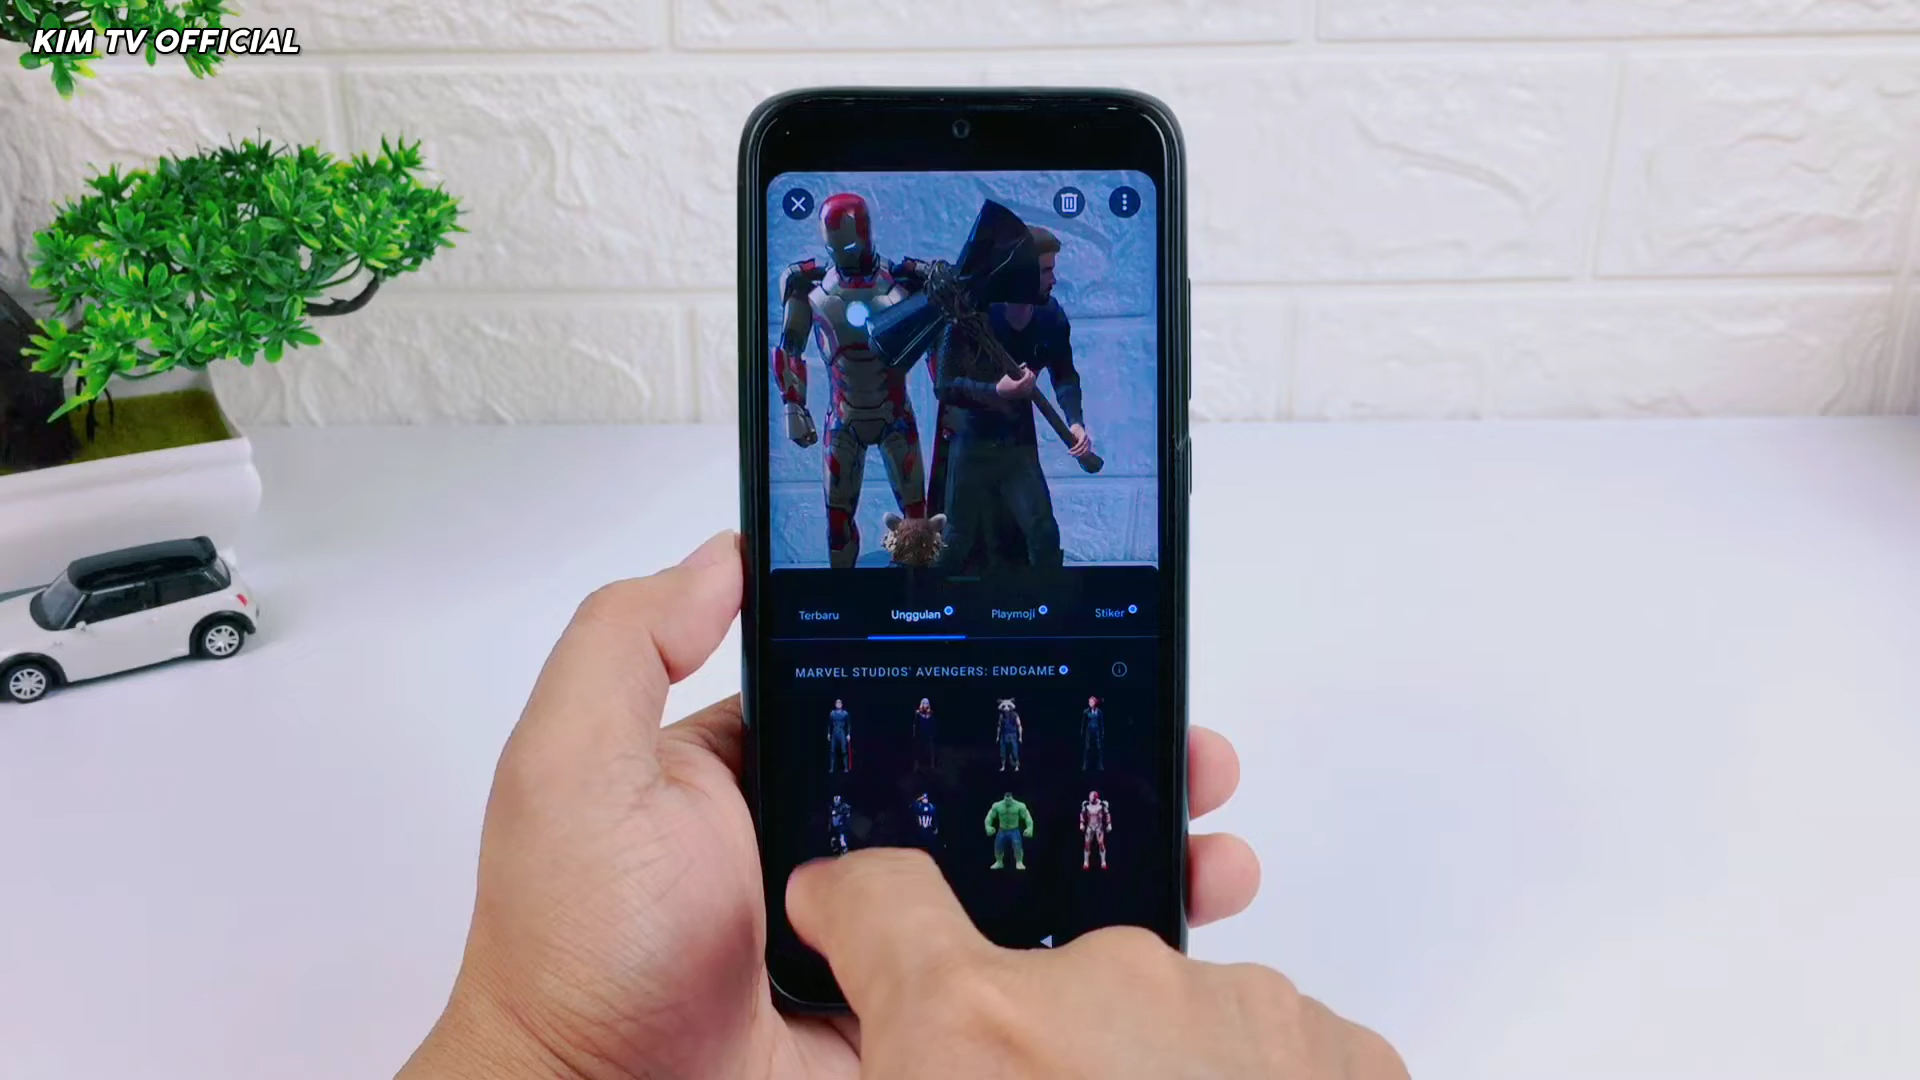 KIM TV OFFICIAL
Terbaru Unggulan Playmoji Stiker
MARVEL STUDIOS' AVENGERS: ENDGAME